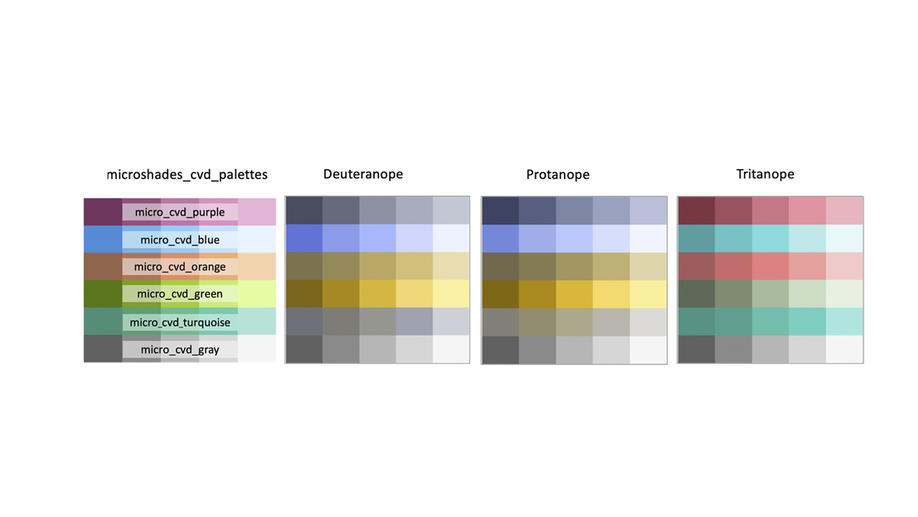 microshades_cvd_palettes
Deuteranope
Protanope
Tritanope
micro_cvd_purple
micro_cvd_blue
micro_cvd_orange
micro_cvd_green
micro_cvd_turquoise
micro_cvd_gray